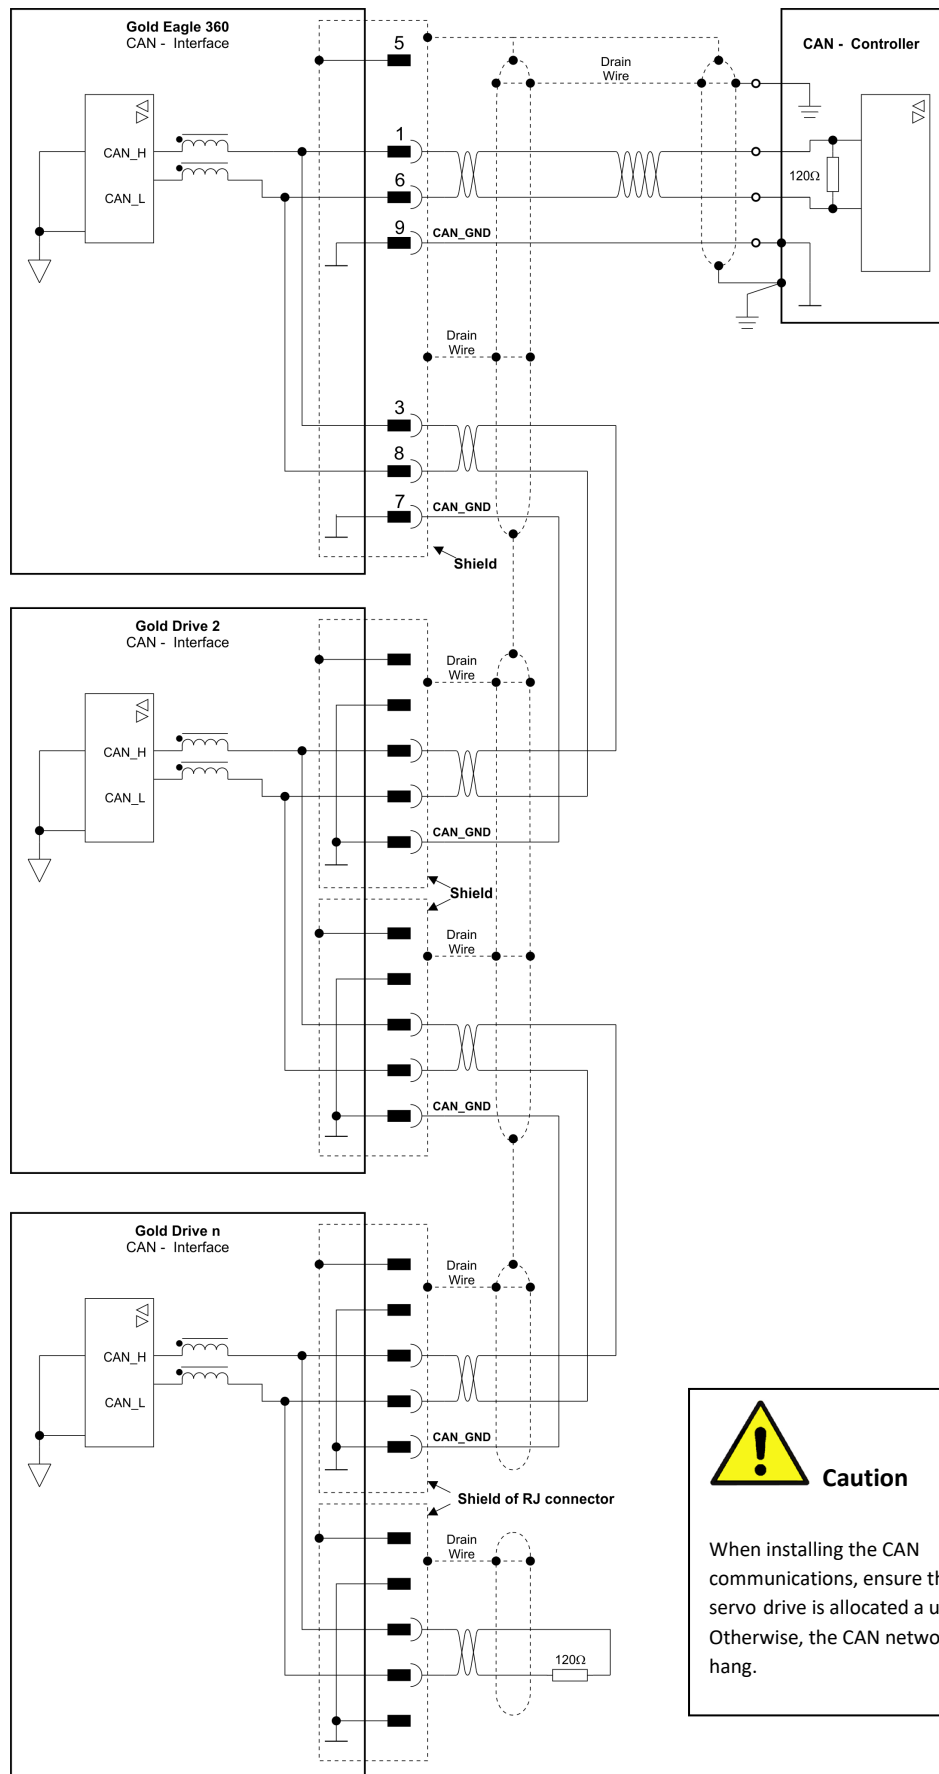 Gold Eagle 360
CAN - Interface
CAN_H
CAN_L
5
1
6
9
CAN_GND
Drain
Wire
CAN - Controller
120Ω
Drain
Wire
3
8
7
CAN_GND
Shield
Gold Drive 2
CAN - Interface
CAN_H
CAN_L
Drain
Wire
CAN_GND
Shield
Drain
Wire
CAN_GND
Gold Drive n
CAN - Interface
CAN_H
CAN_L
Drain
Wire
CAN_GND
Shield of RJ connector
Drain
Wire
120Ω
Caution
When installing the CAN
communications, ensure
servo drive is allocated a
Otherwise, the CAN
hang.